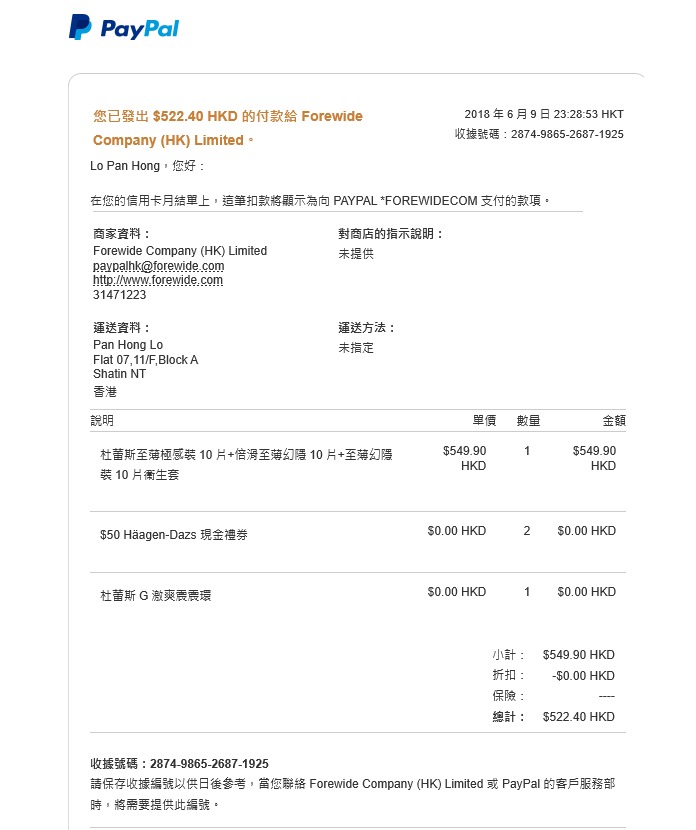 PayPal
您已發出 $522.40 HKD 的付款給 Forewide
Company (HK) Limited。
2018 年 6 月 9 日 23:28:53 HKT
收據號碼：2874-9865-2687-1925
Lo Pan Hong，您好：
在您的信用卡月結單上，這筆扣款將顯示為向 PAYPAL *FOREWIDECOM 支付的款項。
商家資料：
Forewide Company (HK) Limited
paypalhk@forewide.com
http://www.forewide.com
31471223
對商店的指示說明：
未提供
運送資料：
Pan Hong Lo
Flat 07,11/F,Block A
Shatin NT
香港
運送方法：
未指定
說明 單價 數量 金額
杜蕾斯至薄極感裝 10 片+倍滑至薄幻隱 10 片+至薄幻隱 $549.90 1 $549.90
裝 10 片衛生套 HKD HKD
$50 Häagen-Dazs 現金禮券 $0.00 HKD 2 $0.00 HKD
杜蕾斯 G 激爽震震環 $0.00 HKD 1 $0.00 HKD
小計： $549.90 HKD
折扣： -$0.00 HKD
保險： ----
總計： $522.40 HKD
收據號碼：2874-9865-2687-1925
請保存收據編號以供日後參考，當您聯絡 Forewide Company (HK) Limited 或 PayPal 的客戶服務部
時，將需要提供此編號。